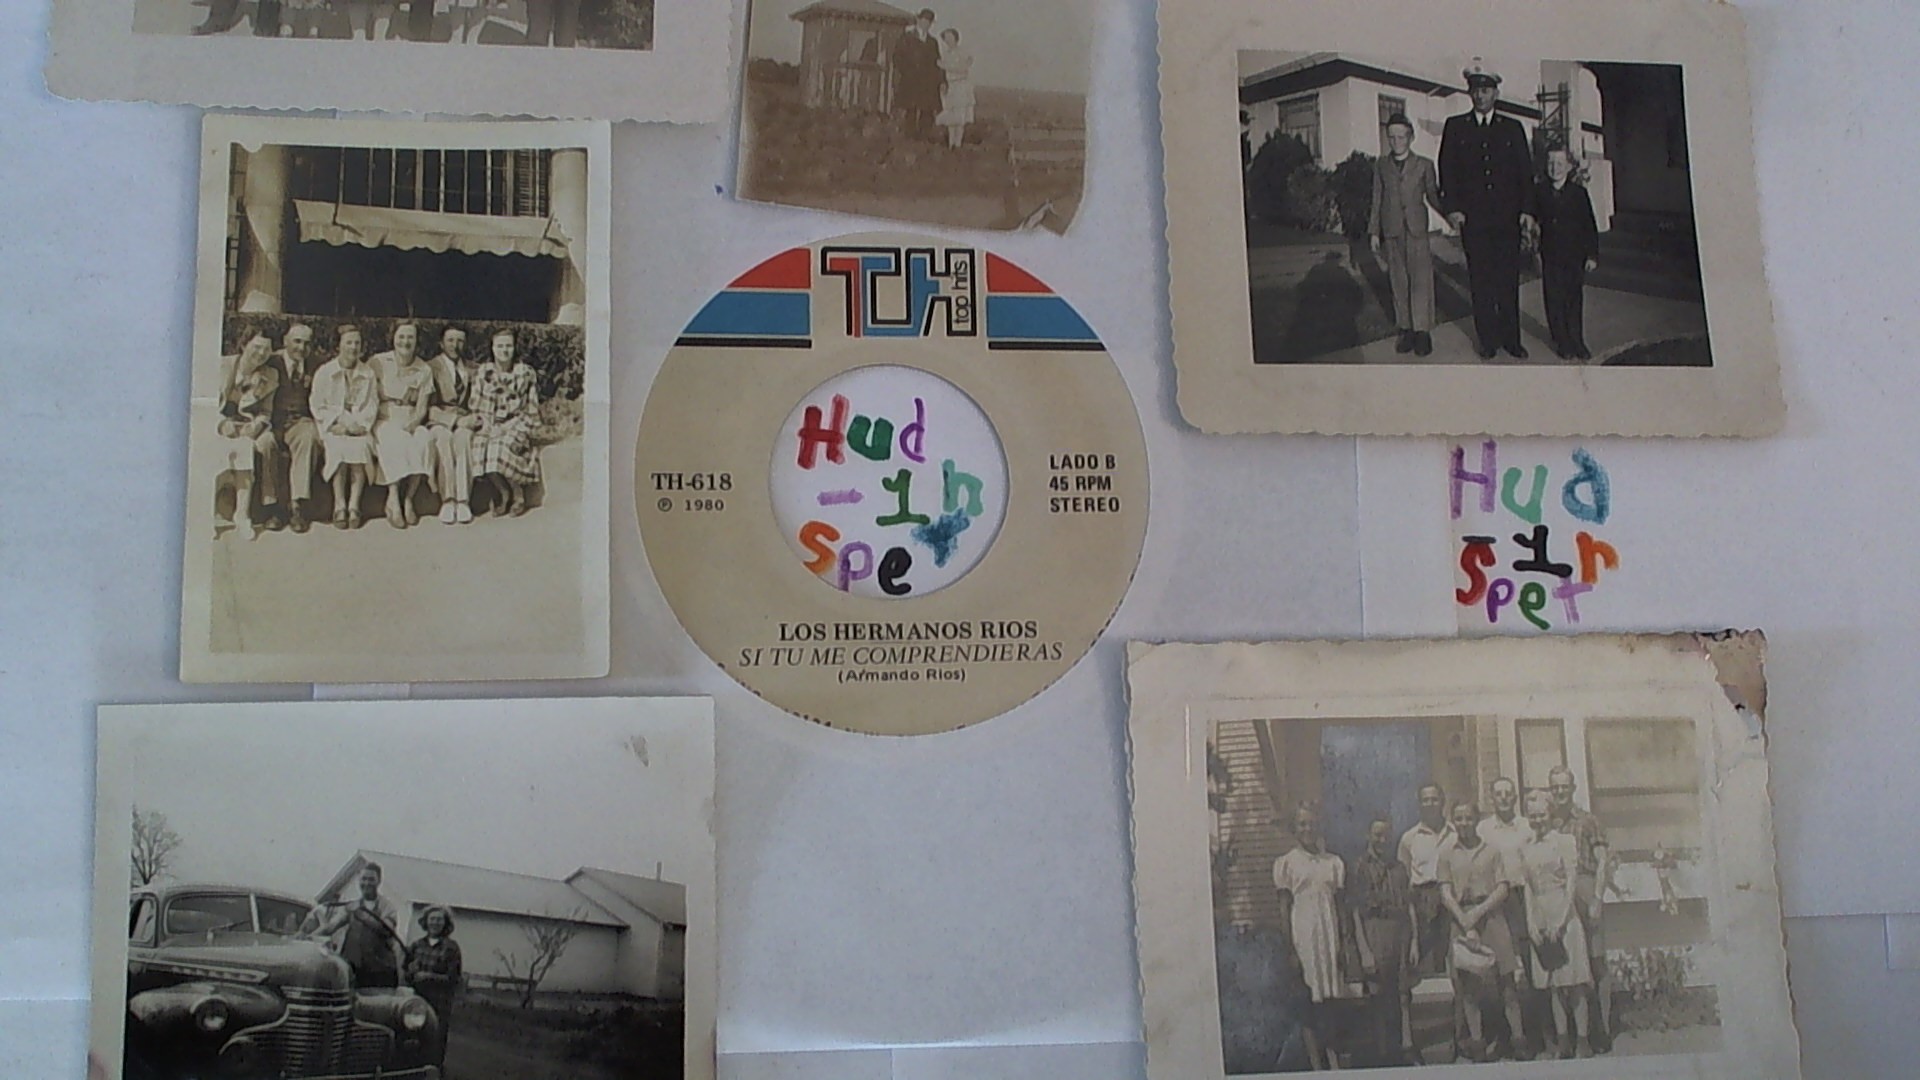 TH
top hits
Hud
-1n
spet
TH-618
℗ 1980
LADO B
45 RPM
STEREO
LOS HERMANOS RIOS
SI TU ME COMPRENDIERAS
(Armando Rios)
Hud
-1n
spet